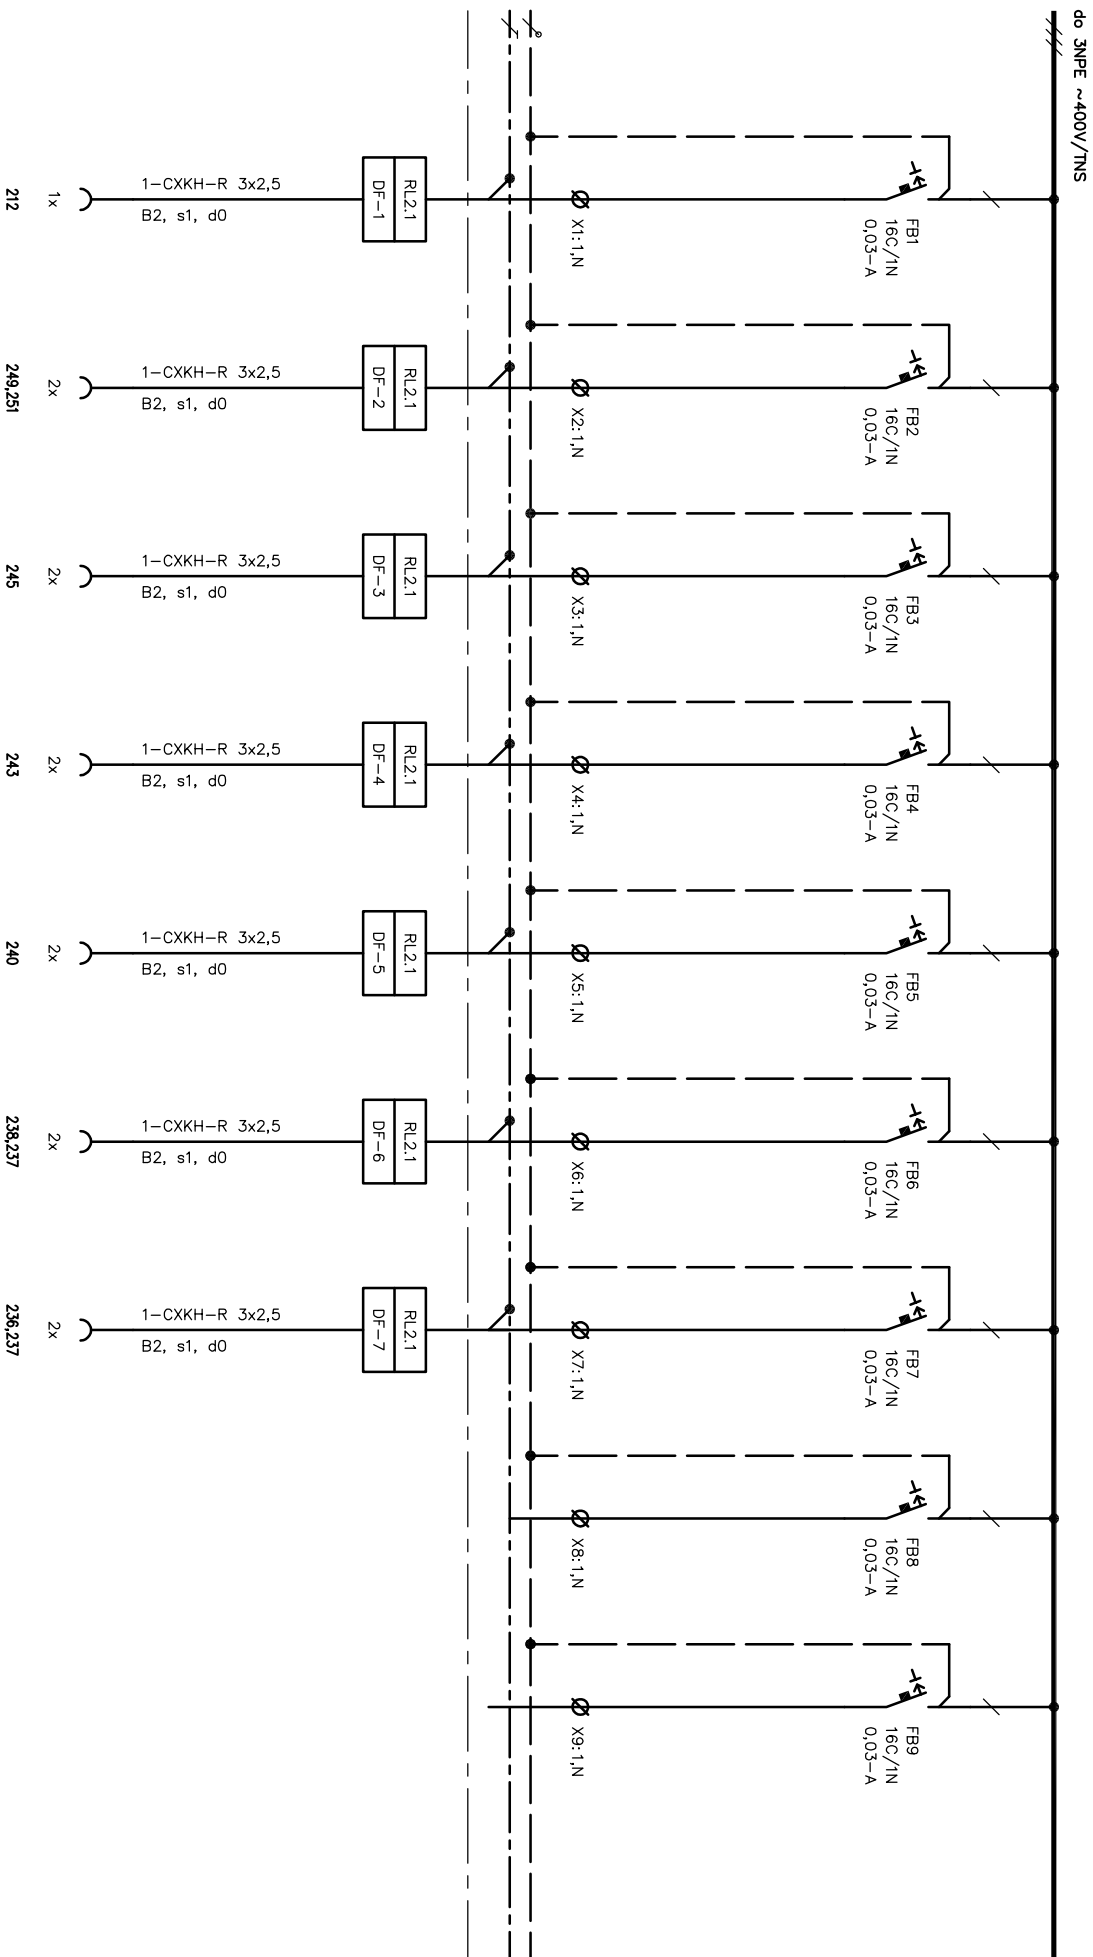 do 3NPE ~400V/TNS
FB1
16C/1N
0,03-A
X1:1,N
RL2.1
DF-1
1-CXKH-R 3x2,5
B2, s1, d0
1x
212
FB2
16C/1N
0,03-A
X2:1,N
RL2.1
DF-2
1-CXKH-R 3x2,5
B2, s1, d0
2x
249,251
FB3
16C/1N
0,03-A
X3:1,N
RL2.1
DF-3
1-CXKH-R 3x2,5
B2, s1, d0
2x
245
FB4
16C/1N
0,03-A
X4:1,N
RL2.1
DF-4
1-CXKH-R 3x2,5
B2, s1, d0
2x
243
FB5
16C/1N
0,03-A
X5:1,N
RL2.1
DF-5
1-CXKH-R 3x2,5
B2, s1, d0
2x
240
FB6
16C/1N
0,03-A
X6:1,N
RL2.1
DF-6
1-CXKH-R 3x2,5
B2, s1, d0
2x
238,237
FB7
16C/1N
0,03-A
X7:1,N
RL2.1
DF-7
1-CXKH-R 3x2,5
B2, s1, d0
2x
236,237
FB8
16C/1N
0,03-A
X8:1,N
FB9
16C/1N
0,03-A
X9:1,N